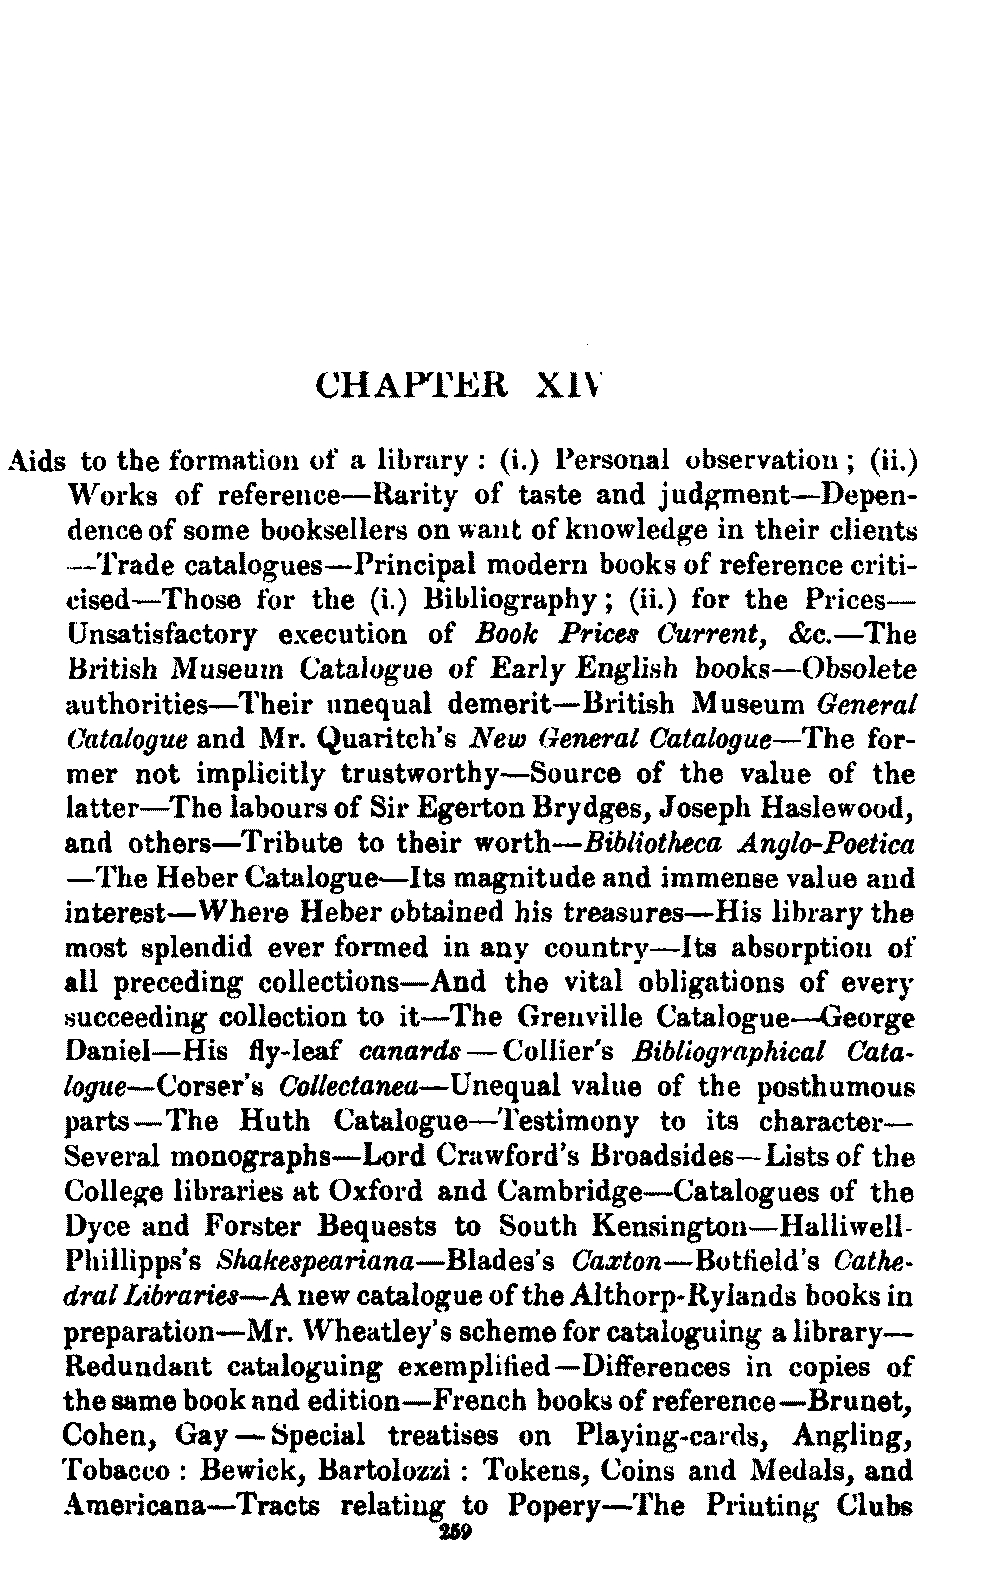 CHAPTER XIV
Aids to the formation of a library : (i.) Personal observation ; (ii.)
Works of reference—Rarity of taste and judgment—Depen-
dence of some booksellers on want of knowledge in their clients
—Trade catalogues—Principal modern books of reference criti-
cised—Those for the (i.) Bibliography ; (ii.) for the Prices—
Unsatisfactory execution of Book Prices Current, &c.—The
British Museum Catalogue of Early English books—Obsolete
authorities—Their unequal demerit—British Museum General
Catalogue and Mr. Quaritch's New General Catalogue—The for-
mer not implicitly trustworthy—Source of the value of the
latter—The labours of Sir Egerton Brydges, Joseph Haslewood,
and others—Tribute to their worth—Bibliotheca Anglo-Poetica
—The Heber Catalogue—Its magnitude and immense value and
interest—Where Heber obtained his treasures—His library the
most splendid ever formed in any country—Its absorption of
all preceding collections—And the vital obligations of every
succeeding collection to it—The Grenville Catalogue—George
Daniel—His fly-leaf canards—Collier's Bibliographical Cata-
logue—Corser's Collectanea—Unequal value of the posthumous
parts—The Huth Catalogue—Testimony to its character—
Several monographs—Lord Crawford's Broadsides—Lists of the
College libraries at Oxford and Cambridge—Catalogues of the
Dyce and Forster Bequests to South Kensington—Halliwell-
Phillipps's Shakespeariana—Blades's Caxton—Botfield's Cathe-
dral Libraries—A new catalogue of the Althorp-Rylands books in
preparation—Mr. Wheatley's scheme for cataloguing a library—
Redundant cataloguing exemplified—Differences in copies of
the same book and edition—French books of reference—Brunet,
Cohen, Gay—Special treatises on Playing-cards, Angling,
Tobacco : Bewick, Bartolozzi : Tokens, Coins and Medals, and
Americana—Tracts relating to Popery—The Printing Clubs
259